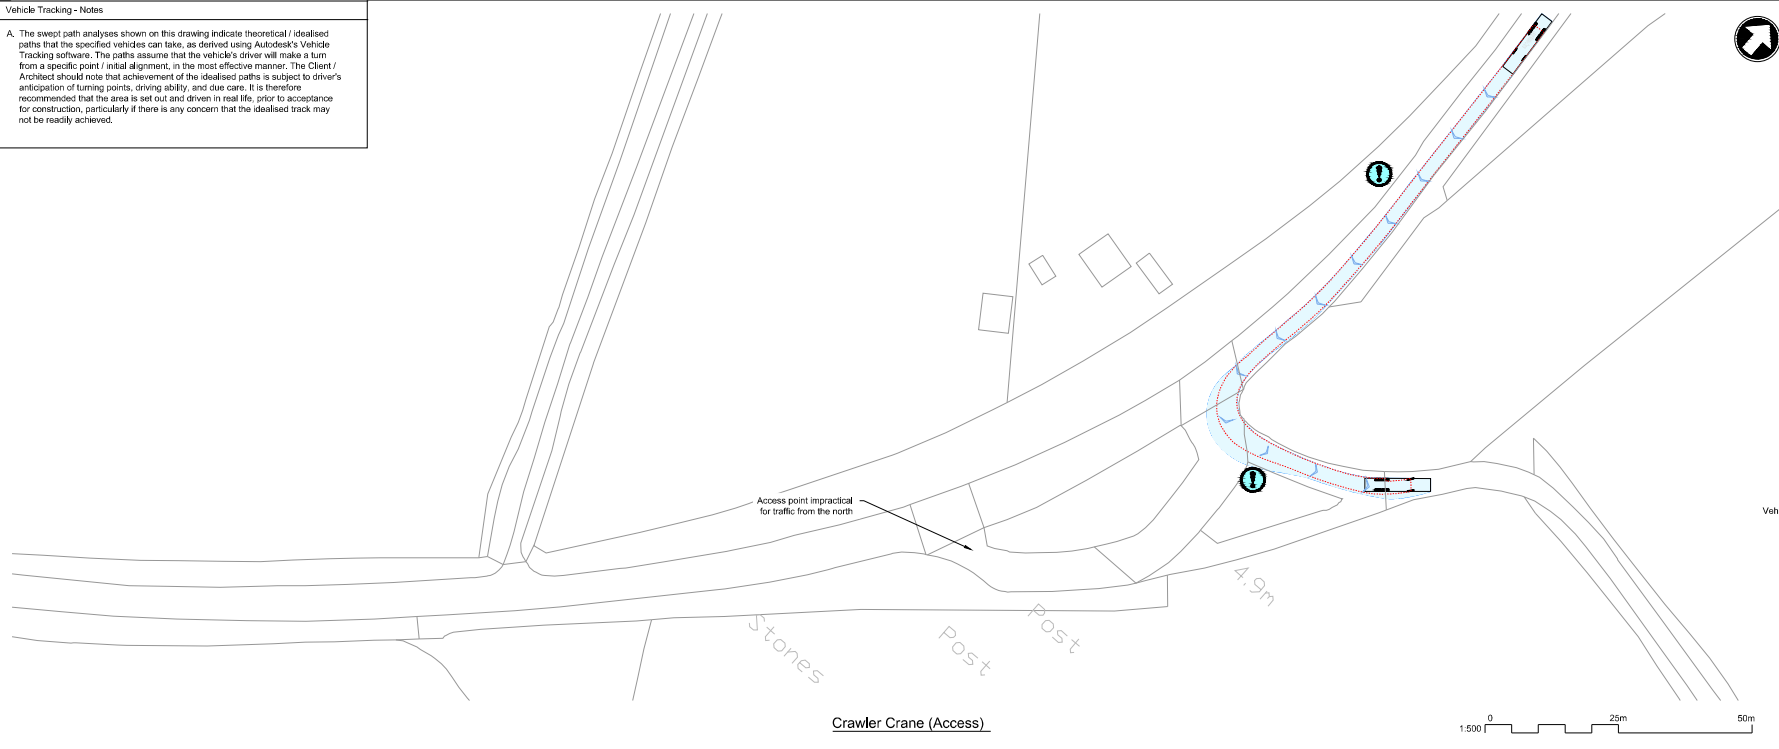 Vehicle Tracking - Notes
A. The swept path analyses shown on this drawing indicate theoretical / idealised
paths that the specified vehicles can take, as derived using Autodesk's Vehicle
Tracking software. The paths assume that the vehicle's driver will make a turn
from a specific point / initial alignment, in the most effective manner. The Client /
Architect should note that achievement of the idealised paths is subject to driver's
anticipation of turning points, driving ability, and due care. It is therefore
recommended that the area is set out and driven in real life, prior to acceptance
for construction, particularly if there is any concern that the idealised track may
not be readily achieved.
!
!
Access point impractical
for traffic from the north
Veh
4.9m
Post
Post
Stones
Crawler Crane (Access)
1:500
0 25m 50m